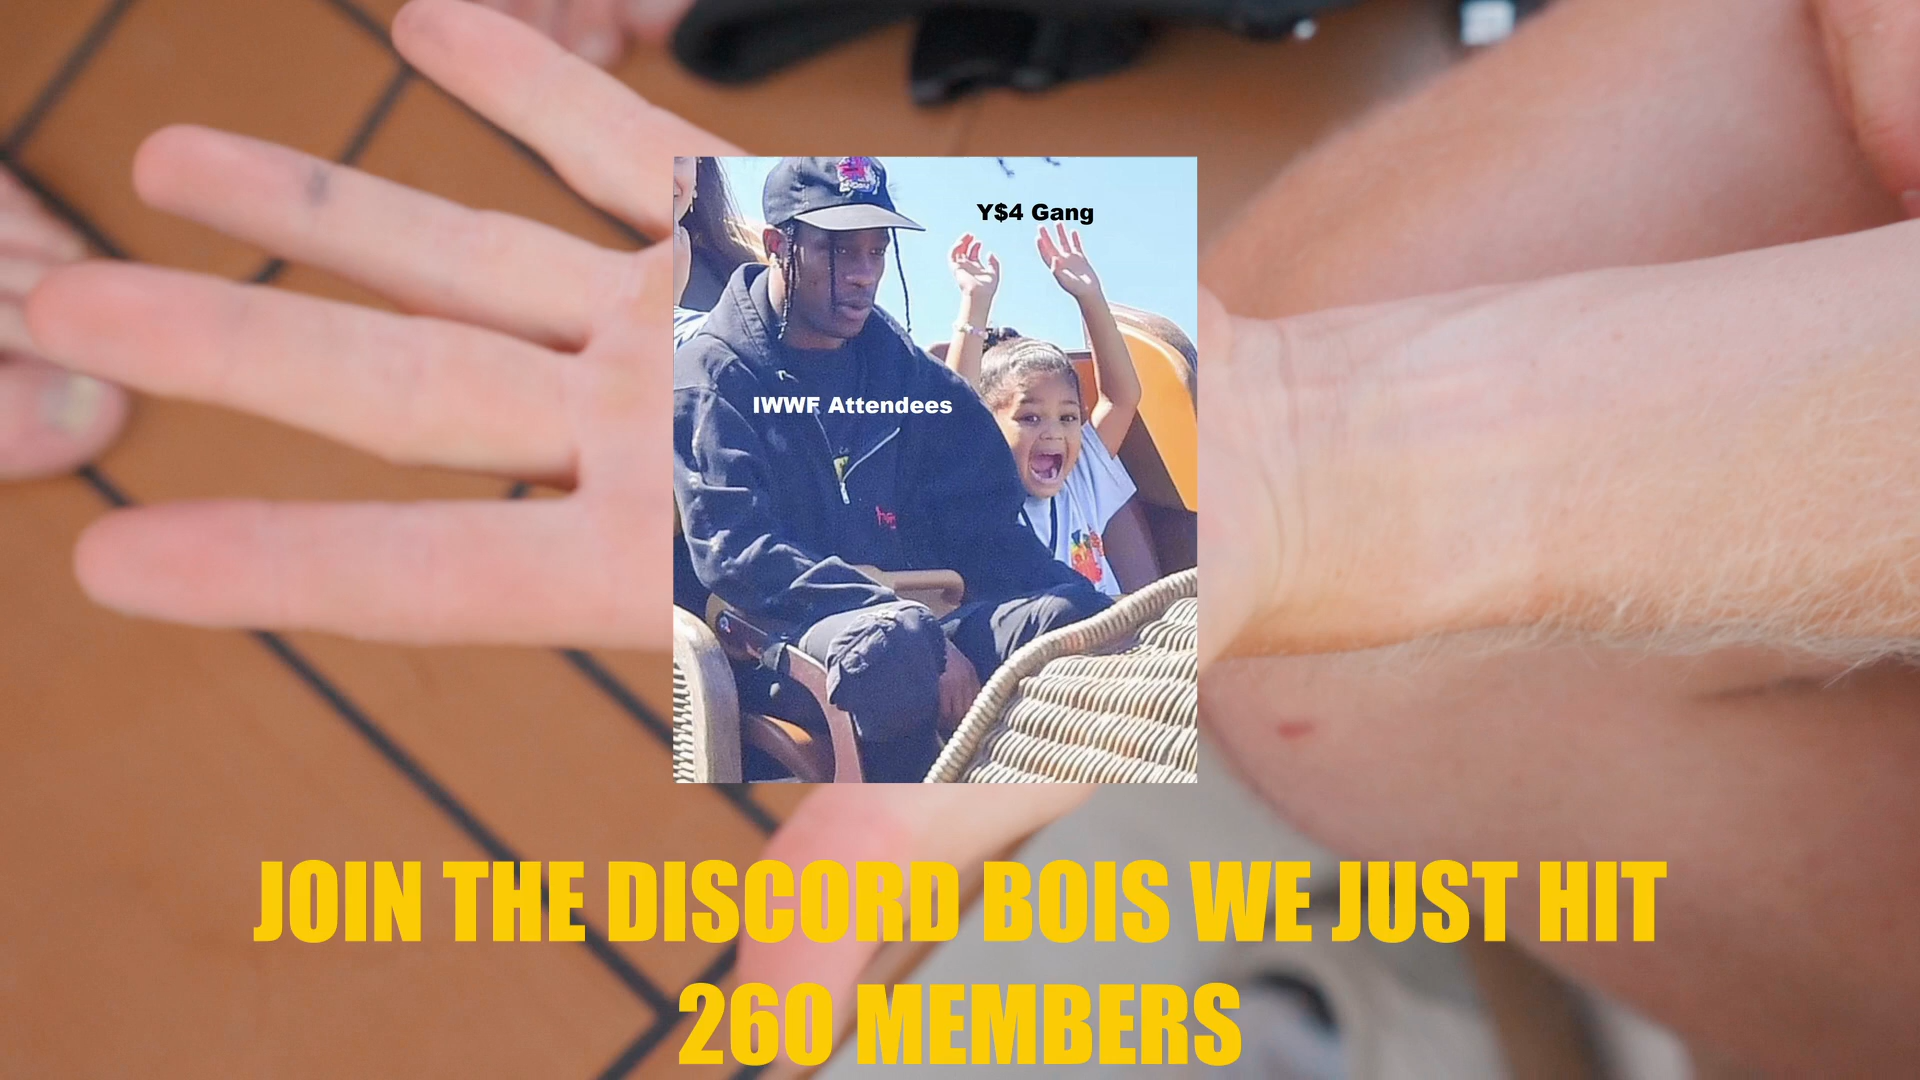 Y$4 Gang
IWWF Attendees
JOIN THE DISCORD BOIS WE JUST HIT
260 MEMBERS